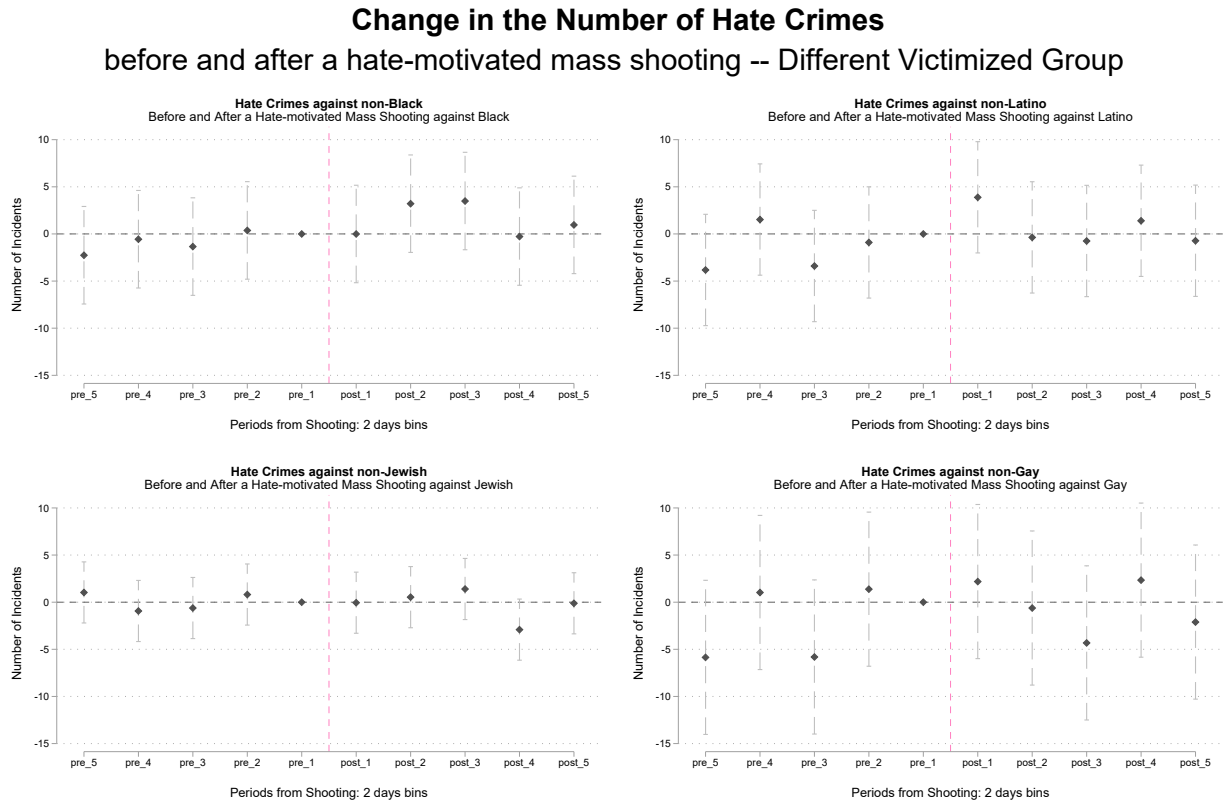 Change in the Number of Hate Crimes
before and after a hate-motivated mass shooting -- Different Victimized Group
Hate Crimes against non-Black
Before and After a Hate-motivated Mass Shooting against Black
Number of Incidents
10
5
0
-5
-10
-15
pre_5 pre_4 pre_3 pre_2 pre_1 post_1 post_2 post_3 post_4 post_5
Periods from Shooting: 2 days bins
Hate Crimes against non-Latino
Before and After a Hate-motivated Mass Shooting against Latino
Number of Incidents
10
5
0
-5
-10
-15
pre_5 pre_4 pre_3 pre_2 pre_1 post_1 post_2 post_3 post_4 post_5
Periods from Shooting: 2 days bins
Hate Crimes against non-Jewish
Before and After a Hate-motivated Mass Shooting against Jewish
Number of Incidents
10
5
0
-5
-10
-15
pre_5 pre_4 pre_3 pre_2 pre_1 post_1 post_2 post_3 post_4 post_5
Periods from Shooting: 2 days bins
Hate Crimes against non-Gay
Before and After a Hate-motivated Mass Shooting against Gay
Number of Incidents
10
5
0
-5
-10
-15
pre_5 pre_4 pre_3 pre_2 pre_1 post_1 post_2 post_3 post_4 post_5
Periods from Shooting: 2 days bins